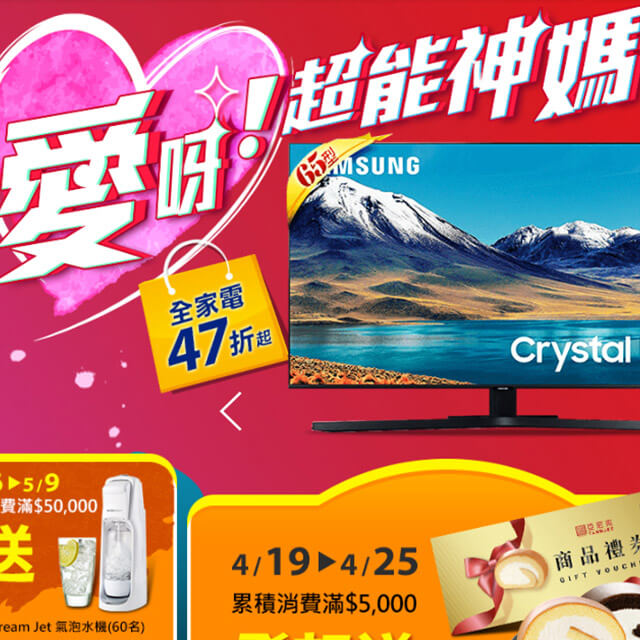 愛呀!
超能神媽
65型
MSUNG
全家電
47折起
Crystal
▶5/9
費滿$50,000
送
ream Jet 氣泡水機(60名)
4/19▶4/25
累積消費滿$5,000
商品禮券
GIFT VOUCHE